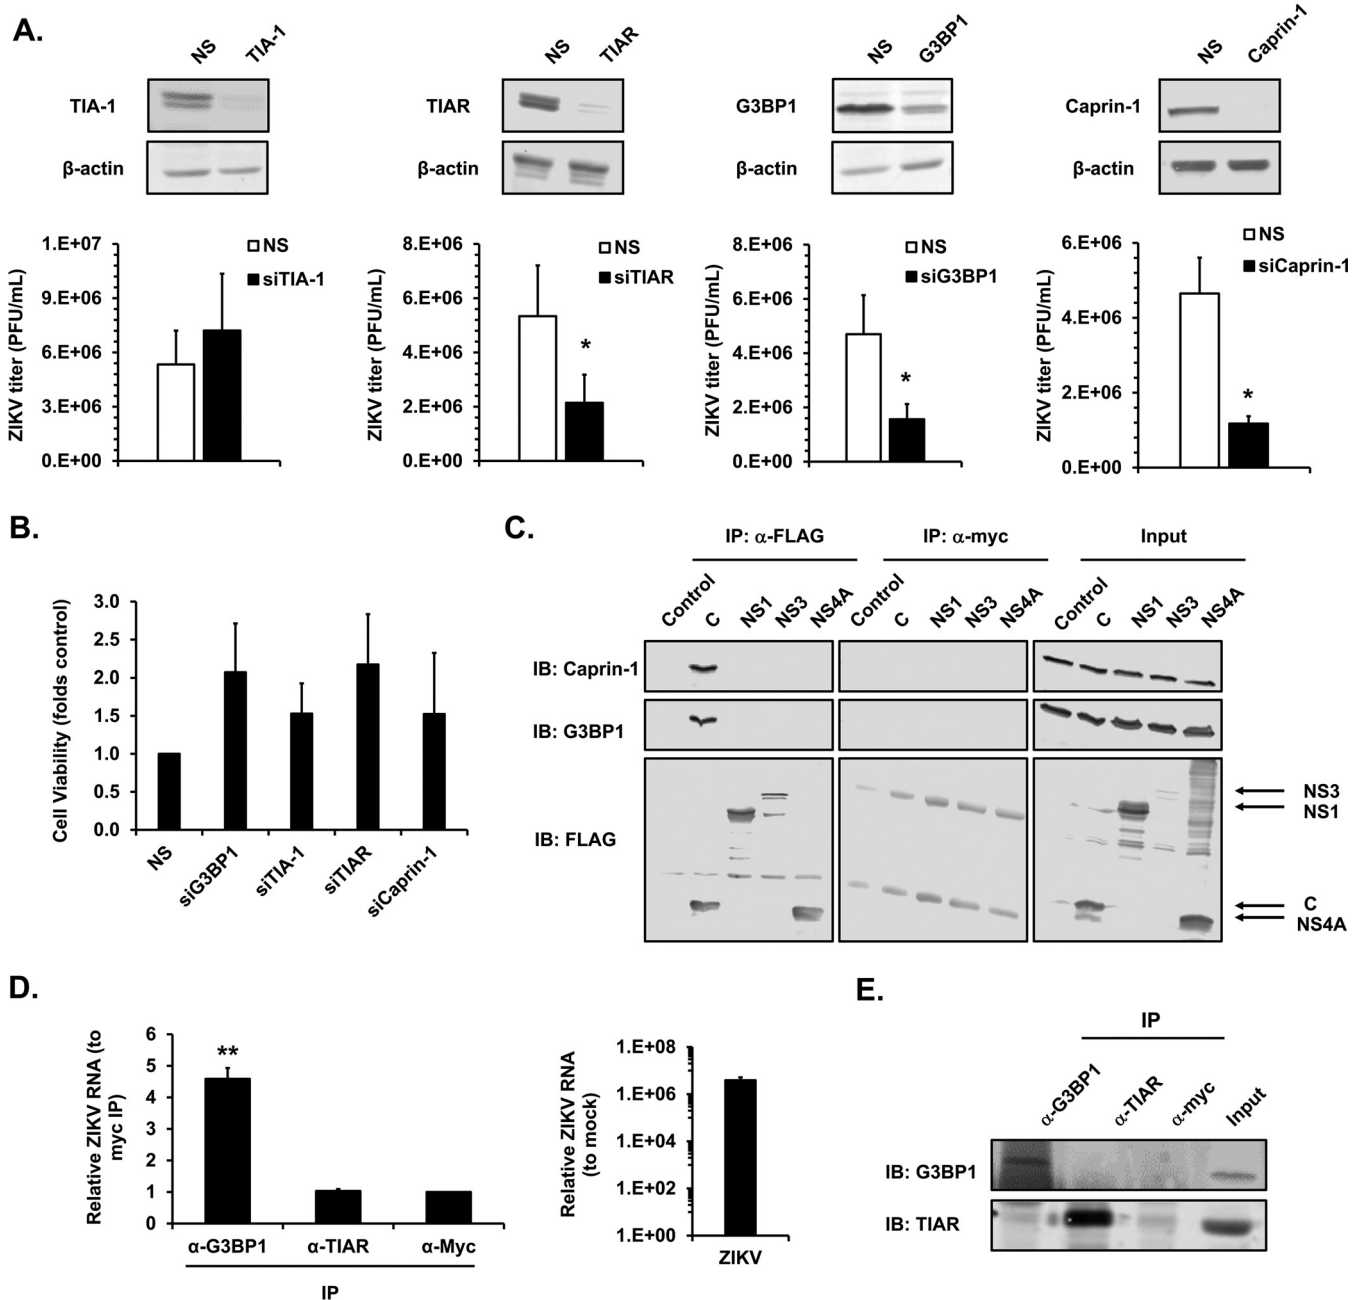 A.
NS TIA-1
TIA-1
β-actin
NS TIAR
TIAR
β-actin
NS G3BP1
G3BP1
β-actin
NS Caprin-1
Caprin-1
β-actin
ZIKV titer (PFU/mL)
1.E+07
9.E+06
6.E+06
3.E+06
0.E+00
NS
siTIA-1
ZIKV titer (PFU/mL)
8.E+06
6.E+06
4.E+06
2.E+06
0.E+00
NS
siTIAR
*
ZIKV titer (PFU/mL)
8.E+06
6.E+06
4.E+06
2.E+06
0.E+00
NS
siG3BP1
*
ZIKV titer (PFU/mL)
6.E+06
4.E+06
2.E+06
0.E+00
NS
siCaprin-1
*
B.
Cell Viability (folds control)
3.0
2.5
2.0
1.5
1.0
0.5
0.0
NS siG3BP1 siTIA-1 siTIAR siCaprin-1
C.
IP: α-FLAG IP: α-myc Input
Control C NS1 NS3 NS4A Control C NS1 NS3 NS4A Control C NS1 NS3 NS4A
IB: Caprin-1
IB: G3BP1
IB: FLAG
NS3
NS1
C
NS4A
D.
Relative ZIKV RNA (to
myc IP)
6
5
4
3
2
1
0
**
α-G3BP1 α-TIAR α-Myc
IP
Relative ZIKV RNA
(to mock)
1.E+08
1.E+06
1.E+04
1.E+02
1.E+00
ZIKV
E.
IP
α-G3BP1 α-TIAR α-myc Input
IB: G3BP1
IB: TIAR